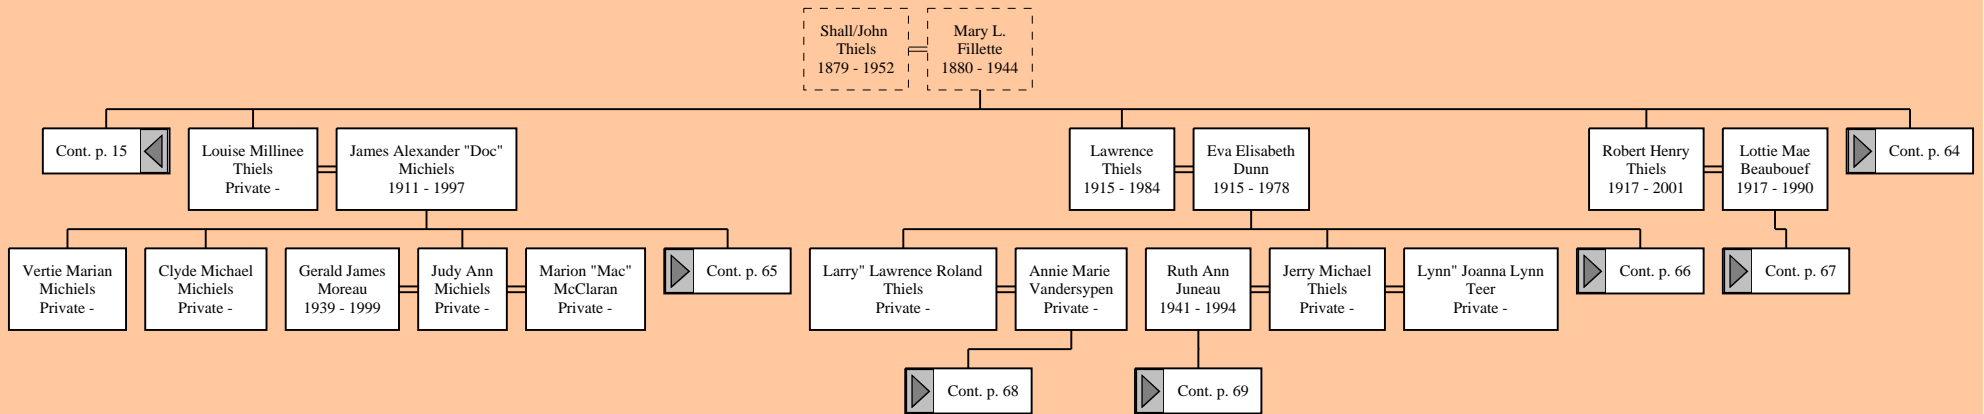 Shall/John
Thiels
1879 - 1952
Mary L.
Fillette
1880 - 1944
Cont. p. 15
Louise Millinee
Thiels
Private -
James Alexander "Doc"
Michiels
1911 - 1997
Lawrence
Thiels
1915 - 1984
Eva Elisabeth
Dunn
1915 - 1978
Robert Henry
Thiels
1917 - 2001
Lottie Mae
Beaubouef
1917 - 1990
Cont. p. 64
Vertie Marian
Michiels
Private -
Clyde Michael
Michiels
Private -
Gerald James
Moreau
1939 - 1999
Judy Ann
Michiels
Private -
Marion "Mac"
McClaran
Private -
Cont. p. 65
Larry" Lawrence Roland
Thiels
Private -
Annie Marie
Vandersypen
Private -
Ruth Ann
Juneau
1941 - 1994
Jerry Michael
Thiels
Private -
Lynn" Joanna Lynn
Teer
Private -
Cont. p. 66
Cont. p. 67
Cont. p. 68
Cont. p. 69